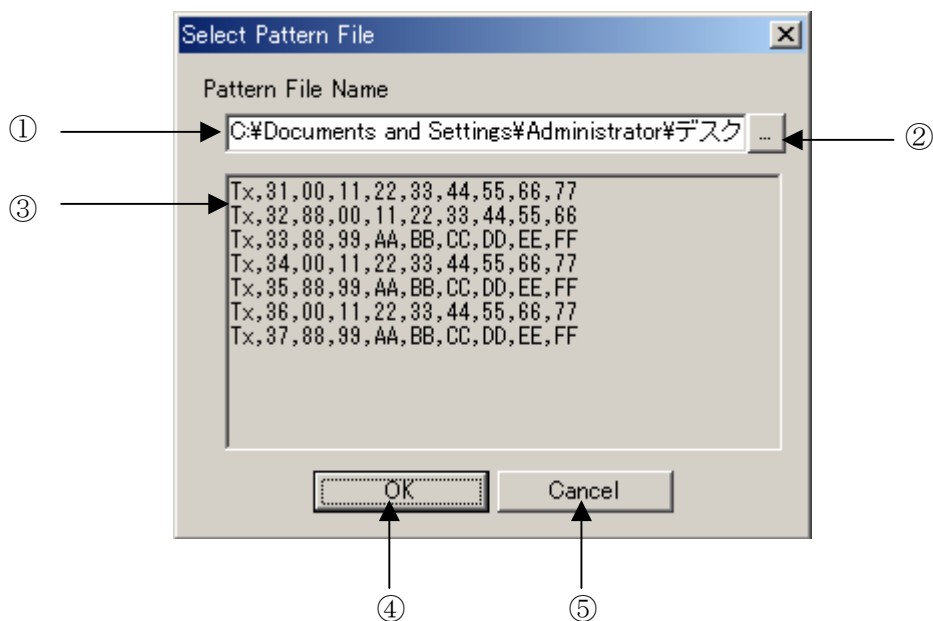 Select Pattern File
Pattern File Name
① C:¥Documents and Settings¥Administrator¥デスク ... ②
③
Tx,31,00,11,22,33,44,55,66,77
Tx,32,88,00,11,22,33,44,55,66
Tx,33,88,99,AA,BB,CC,DD,EE,FF
Tx,34,00,11,22,33,44,55,66,77
Tx,35,88,99,AA,BB,CC,DD,EE,FF
Tx,36,00,11,22,33,44,55,66,77
Tx,37,88,99,AA,BB,CC,DD,EE,FF
OK Cancel
④ ⑤